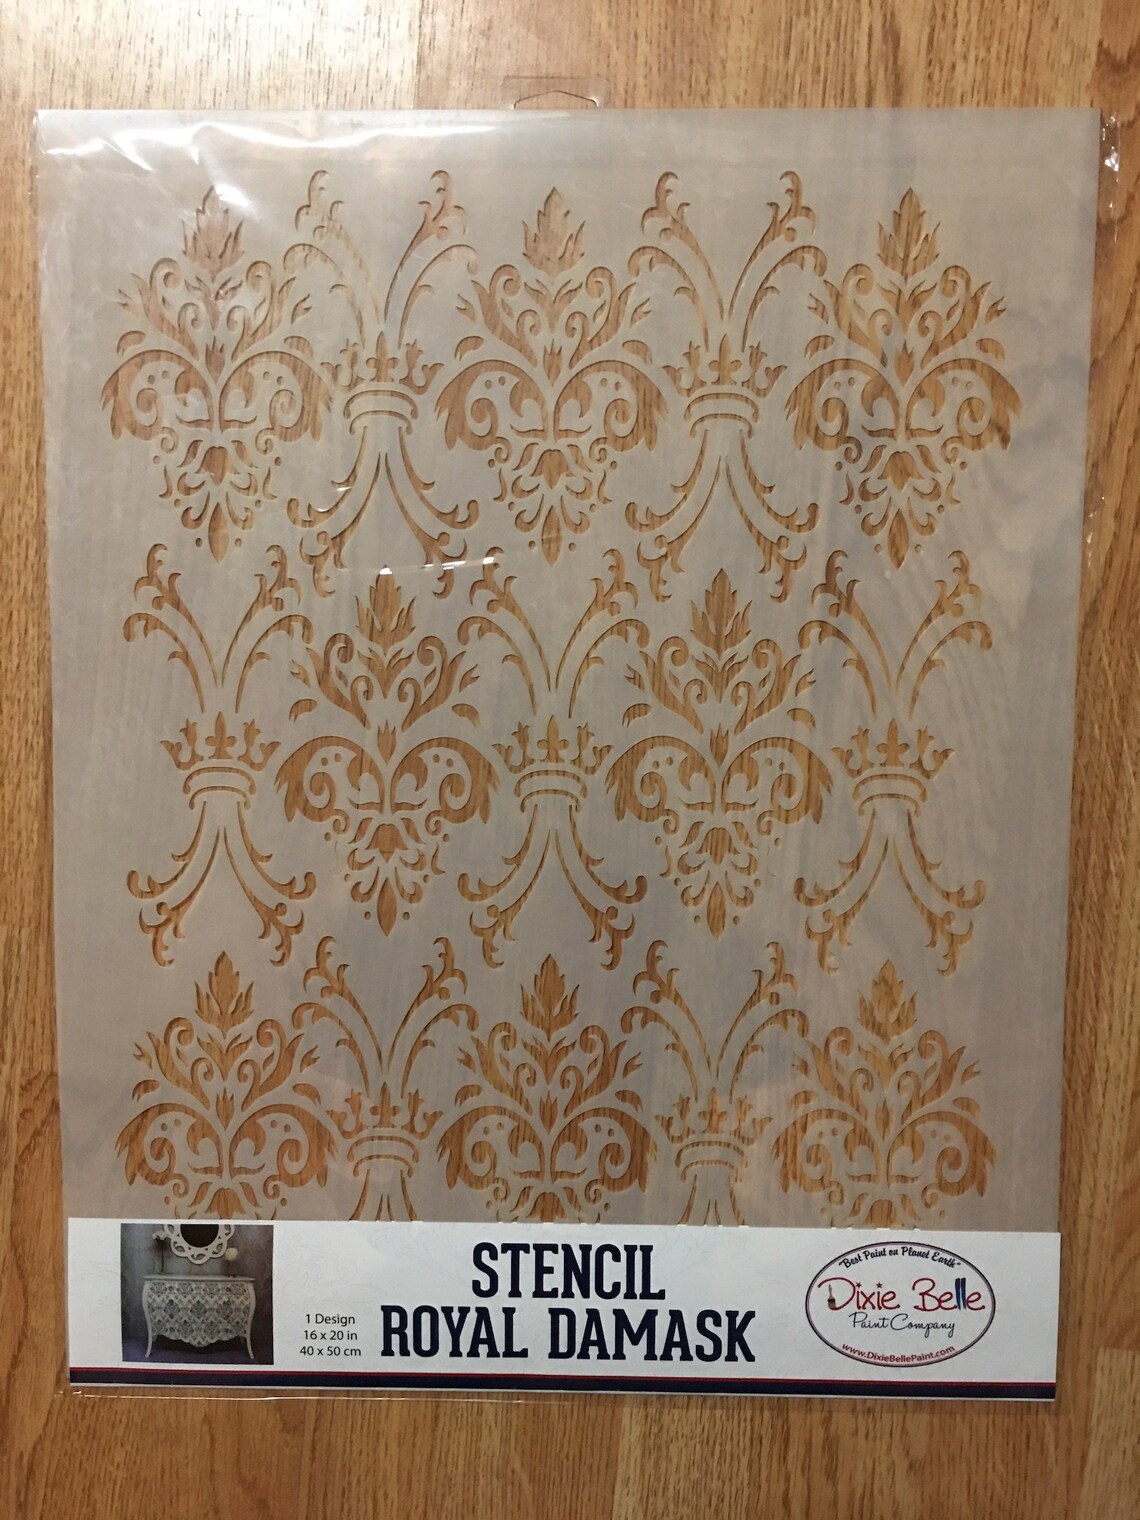 STENCIL
ROYAL DAMASK
1 Design
16 x 20 in
40 x 50 cm
"Best Paint on Planet Earth"
Dixie Belle
Paint Company
www.DixieBellePaint.com